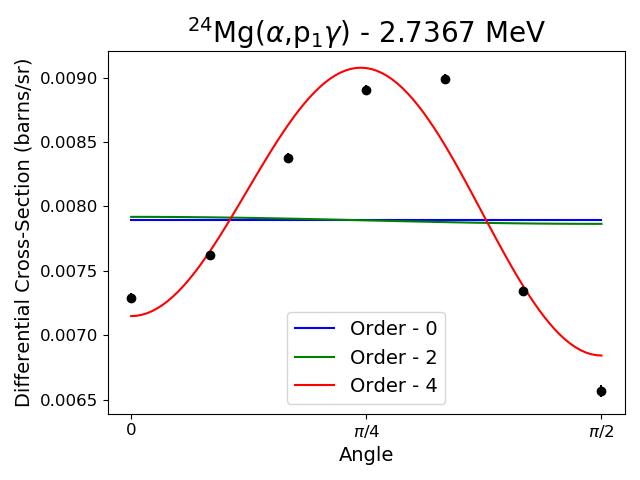 ²⁴Mg(α,p₁γ) - 2.7367 MeV
Differential Cross-Section (barns/sr)
0.0090
0.0085
0.0080
0.0075
0.0070
0.0065
Order - 0
Order - 2
Order - 4
0
π/4
π/2
Angle